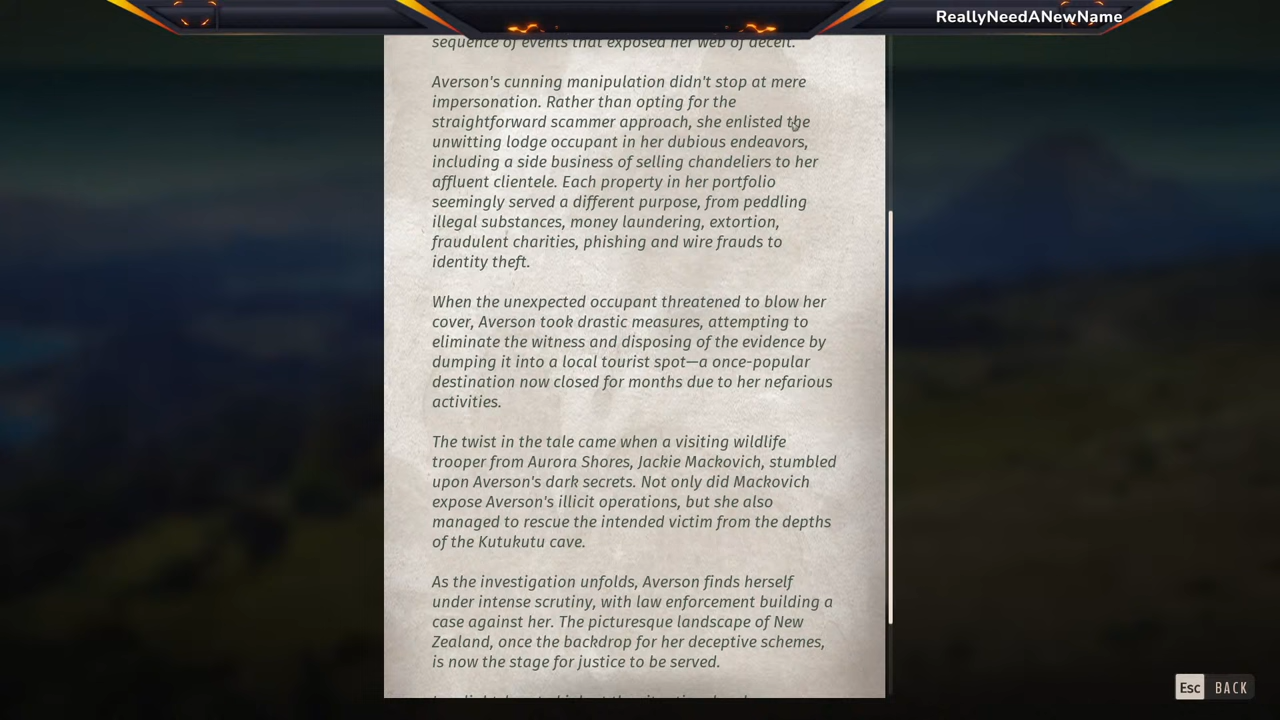 ReallyNeedANewName
sequence of events that exposed her web of deceit.
Averson's cunning manipulation didn't stop at mere
impersonation. Rather than opting for the
straightforward scammer approach, she enlisted the
unwitting lodge occupant in her dubious endeavors,
including a side business of selling chandeliers to her
affluent clientele. Each property in her portfolio
seemingly served a different purpose, from peddling
illegal substances, money laundering, extortion,
fraudulent charities, phishing and wire frauds to
identity theft.
When the unexpected occupant threatened to blow her
cover, Averson took drastic measures, attempting to
eliminate the witness and disposing of the evidence by
dumping it into a local tourist spot—a once-popular
destination now closed for months due to her nefarious
activities.
The twist in the tale came when a visiting wildlife
trooper from Aurora Shores, Jackie Mackovich, stumbled
upon Averson's dark secrets. Not only did Mackovich
expose Averson's illicit operations, but she also
managed to rescue the intended victim from the depths
of the Kutukutu cave.
As the investigation unfolds, Averson finds herself
under intense scrutiny, with law enforcement building a
case against her. The picturesque landscape of New
Zealand, once the backdrop for her deceptive schemes,
is now the stage for justice to be served.
Esc BACK